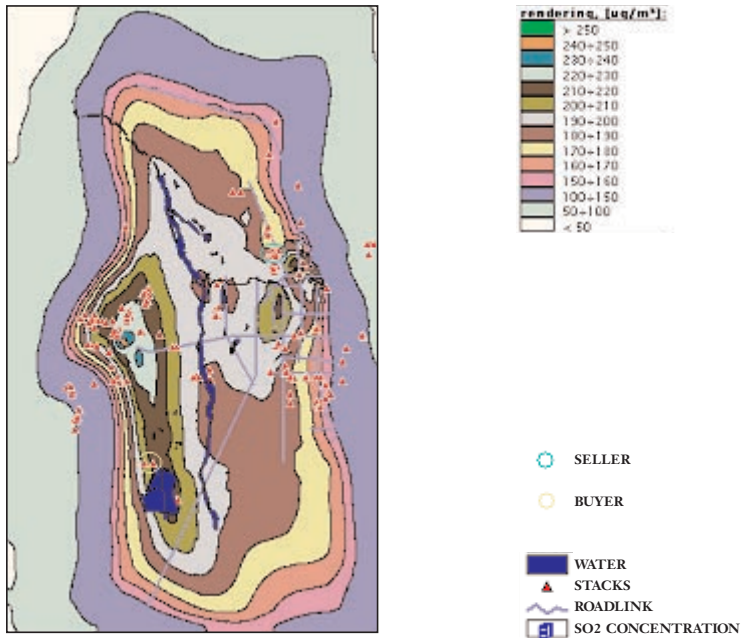 rendering, [ug/m³]:
> 250
240÷250
230÷240
220÷230
210÷220
200÷210
190÷200
180÷190
170÷180
160÷170
150÷160
100÷150
50÷100
< 50
SELLER
BUYER
WATER
STACKS
ROADLINK
SO2 CONCENTRATION